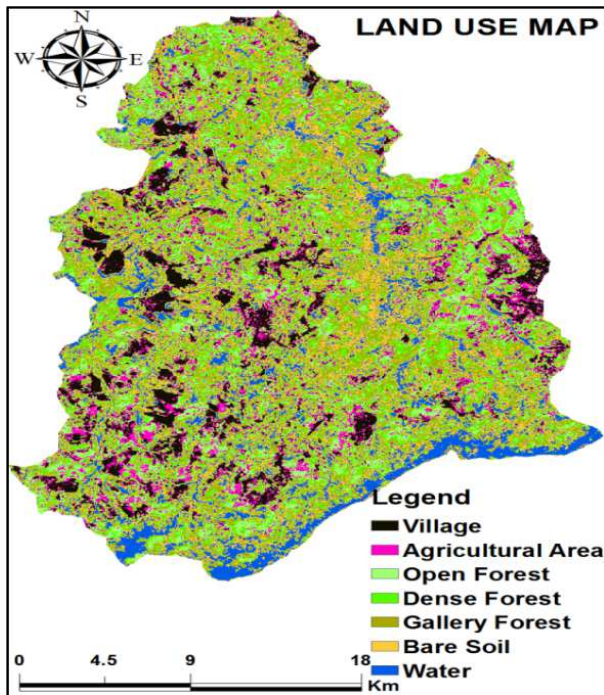 LAND USE MAP
N
W E
S
Legend
Village
Agricultural Area
Open Forest
Dense Forest
Gallery Forest
Bare Soil
Water
0 4.5 9 18
Km